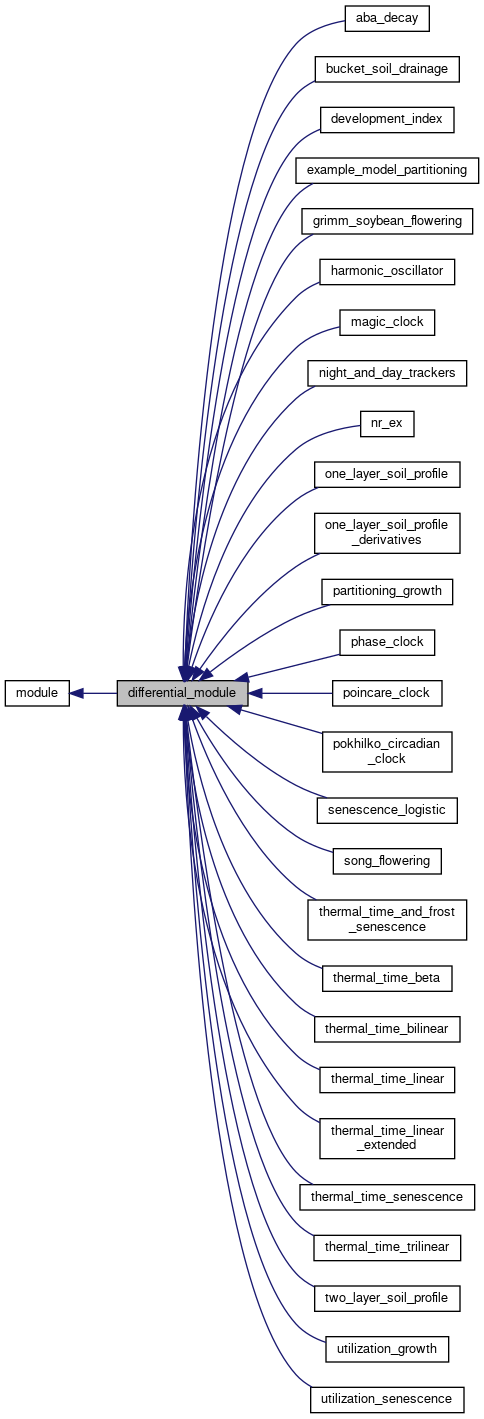 aba_decay
bucket_soil_drainage
development_index
example_model_partitioning
grimm_soybean_flowering
harmonic_oscillator
magic_clock
night_and_day_trackers
nr_ex
one_layer_soil_profile
one_layer_soil_profile
_derivatives
partitioning_growth
phase_clock
module
differential_module
poincare_clock
pokhilko_circadian
_clock
senescence_logistic
song_flowering
thermal_time_and_frost
_senescence
thermal_time_beta
thermal_time_bilinear
thermal_time_linear
thermal_time_linear
_extended
thermal_time_senescence
thermal_time_trilinear
two_layer_soil_profile
utilization_growth
utilization_senescence